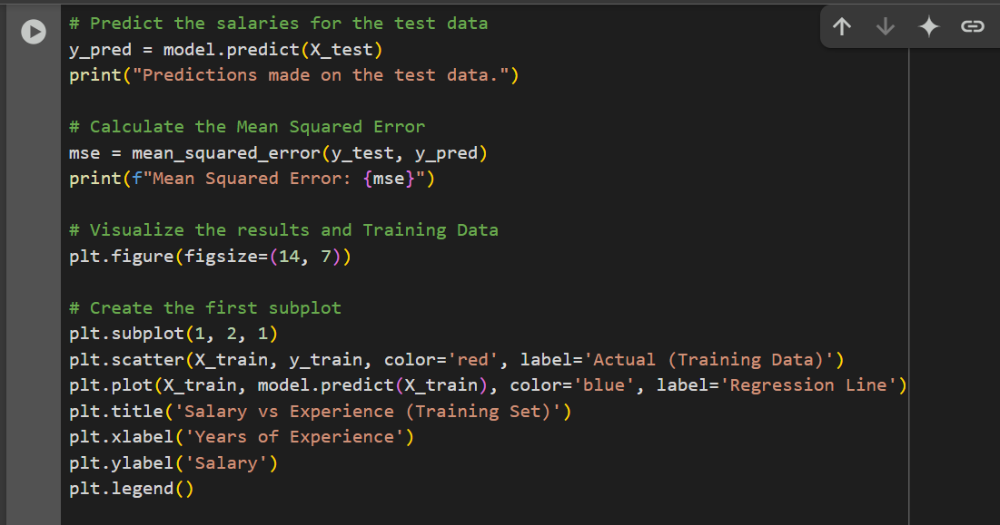 # Predict the salaries for the test data
y_pred = model.predict(X_test)
print("Predictions made on the test data.")
# Calculate the Mean Squared Error
mse = mean_squared_error(y_test, y_pred)
print(f"Mean Squared Error: {mse}")
# Visualize the results and Training Data
plt.figure(figsize=(14, 7))
# Create the first subplot
plt.subplot(1, 2, 1)
plt.scatter(X_train, y_train, color='red', label='Actual (Training Data)')
plt.plot(X_train, model.predict(X_train), color='blue', label='Regression Line')
plt.title('Salary vs Experience (Training Set)')
plt.xlabel('Years of Experience')
plt.ylabel('Salary')
plt.legend()